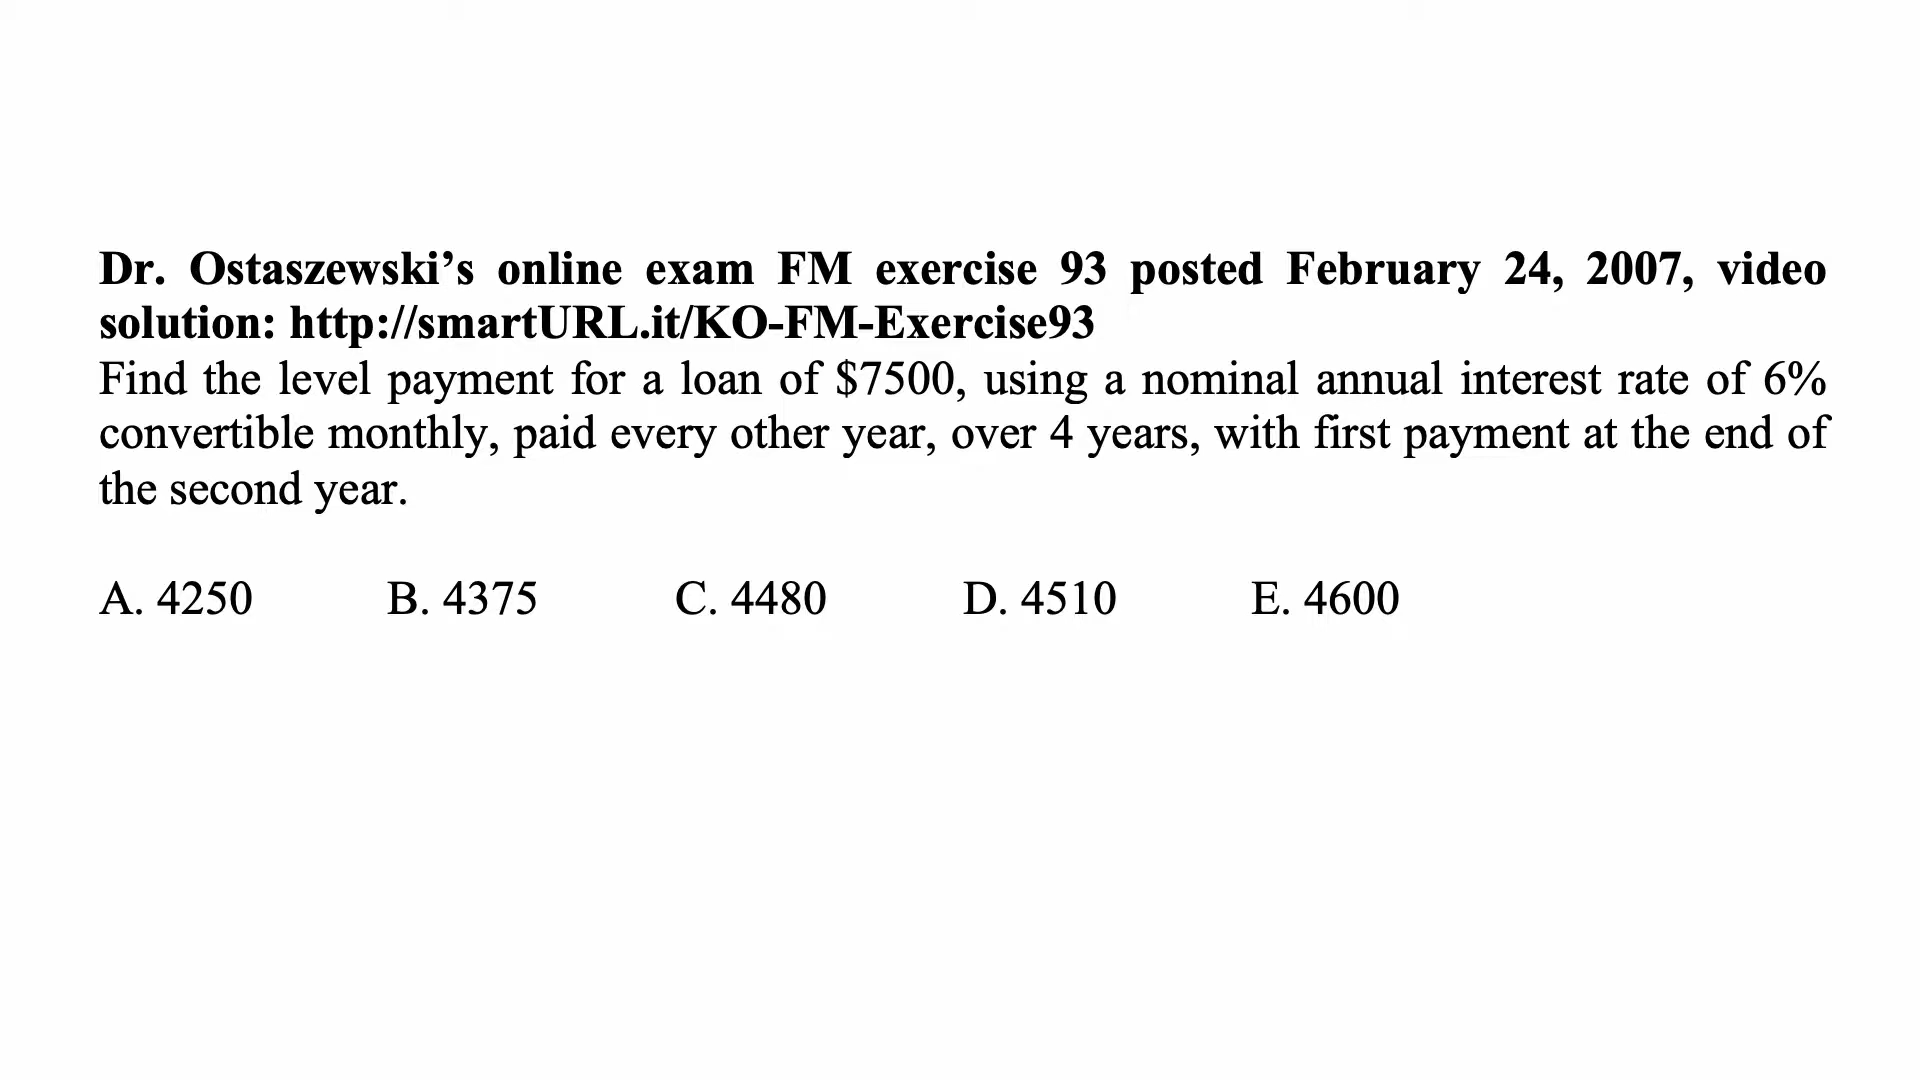 Dr. Ostaszewski’s online exam FM exercise 93 posted February 24, 2007, video
solution: http://smartURL.it/KO-FM-Exercise93
Find the level payment for a loan of $7500, using a nominal annual interest rate of 6%
convertible monthly, paid every other year, over 4 years, with first payment at the end of
the second year.
A. 4250 B. 4375 C. 4480 D. 4510 E. 4600